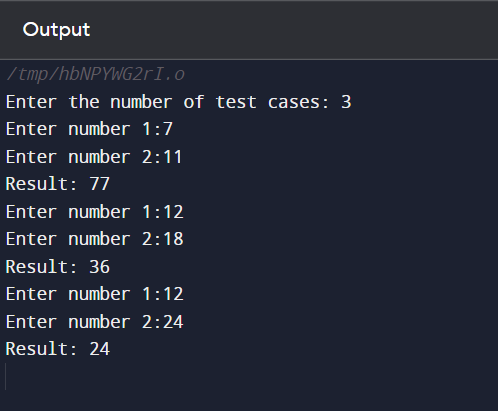 Output
/tmp/hbNPYWG2rI.o
Enter the number of test cases: 3
Enter number 1:7
Enter number 2:11
Result: 77
Enter number 1:12
Enter number 2:18
Result: 36
Enter number 1:12
Enter number 2:24
Result: 24